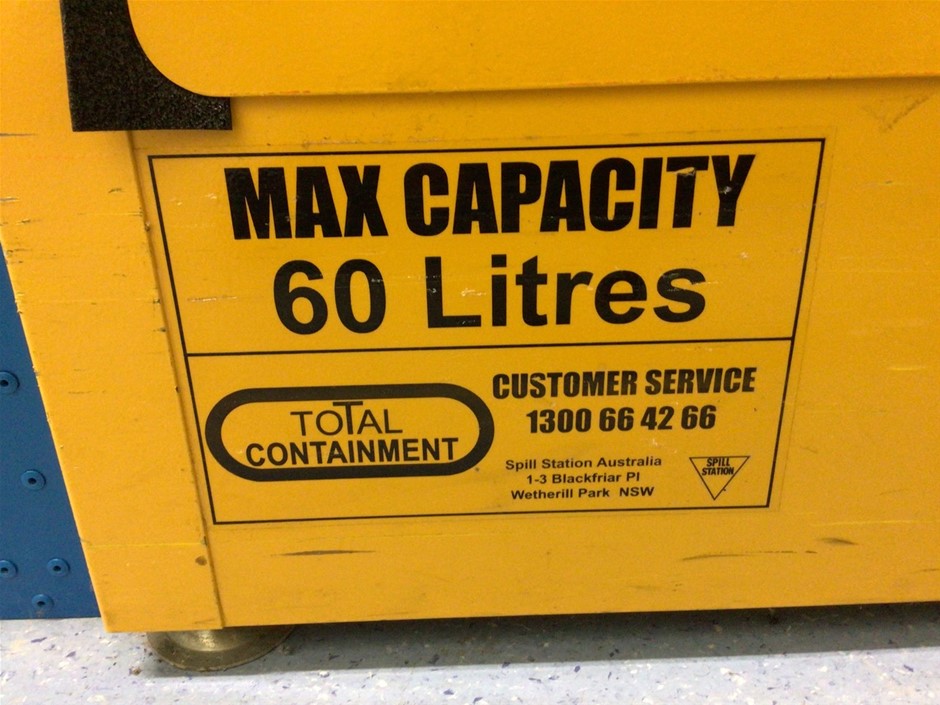 MAX CAPACITY
60 Litres
TOTAL
CONTAINMENT
CUSTOMER SERVICE
1300 66 42 66
Spill Station Australia
1-3 Blackfriar Pl
Wetherill Park NSW
SPILL
STATION